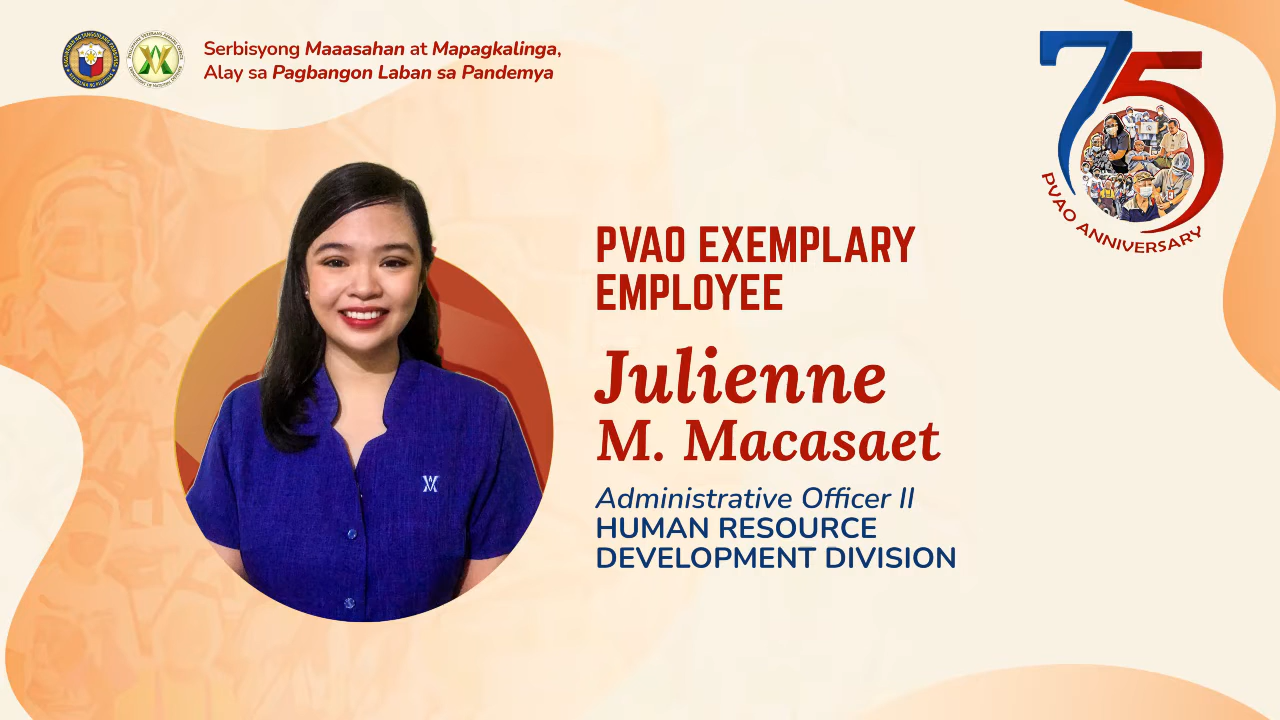 Serbisyong Maaasahan at Mapagkalinga,
Alay sa Pagbangon Laban sa Pandemya
75
PVAO ANNIVERSARY
PVAO EXEMPLARY
EMPLOYEE
Julienne
M. Macasaet
Administrative Officer II
HUMAN RESOURCE
DEVELOPMENT DIVISION